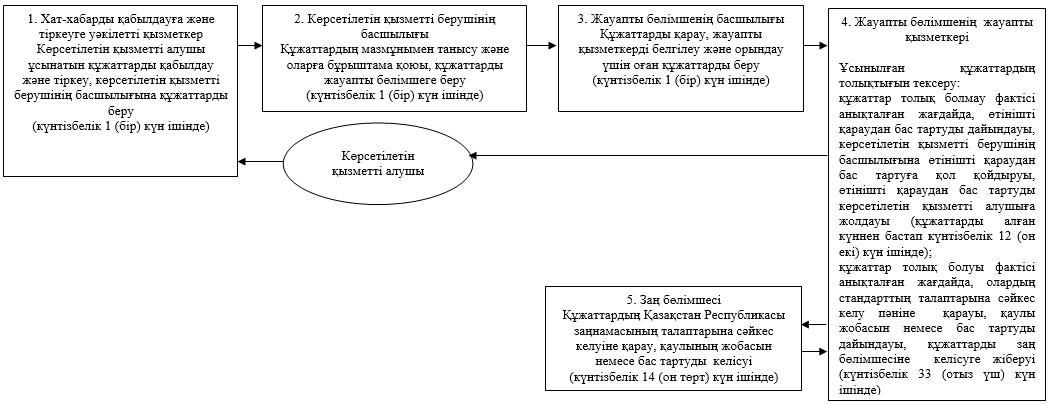 1. Хат-хабарды қабылдауға және
тіркеуге уәкілетті қызметкер
Көрсетілетін қызметті алушы
ұсынатын құжаттарды қабылдау
және тіркеу, көрсетілетін қызметті
берушінің басшылығына құжаттарды
беру
(күнтізбелік 1 (бір) күн ішінде)
2. Көрсетілетін қызметті берушінің
басшылығы
Құжаттардың мазмұнымен танысу және
оларға бұрыштама қоюы, құжаттарды
жауапты бөлімшеге беру
(күнтізбелік 1 (бір) күн ішінде)
3. Жауапты бөлімшенің басшылығы
Құжаттарды қарау, жауапты
қызметкерді белгілеу және орындау
үшін оған құжаттарды беру
(күнтізбелік 1 (бір) күн ішінде)
4. Жауапты бөлімшенің жауапты
қызметкері
Ұсынылған құжаттардың
толықтығын тексеру:
құжаттар толық болмау фактісі
анықталған жағдайда, өтінішті
қараудан бас тартуды дайындауы,
көрсетілетін қызметті берушінің
басшылығына өтінішті қараудан
бас тартуға қол қойдыруы,
өтінішті қараудан бас тартуды
көрсетілетін қызметті алушыға
жолдауы (құжаттарды алған
күннен бастап күнтізбелік 12 (он
екі) күн ішінде);
құжаттар толық болуы фактісі
анықталған жағдайда, олардың
стандарттың талаптарына сәйкес
келу пәніне қарауы, қаулы
жобасын немесе бас тартуды
дайындауы, құжаттарды заң
бөлімшесіне келісуге жіберуі
(күнтізбелік 33 (отыз үш) күн
ішінде)
Көрсетілетін
қызметті алушы
5. Заң бөлімшесі
Құжаттардың Қазақстан Республикасы
заңнамасының талаптарына сәйкес
келуіне қарау, қаулының жобасын
немесе бас тартуды келісуі
(күнтізбелік 14 (он төрт) күн ішінде)